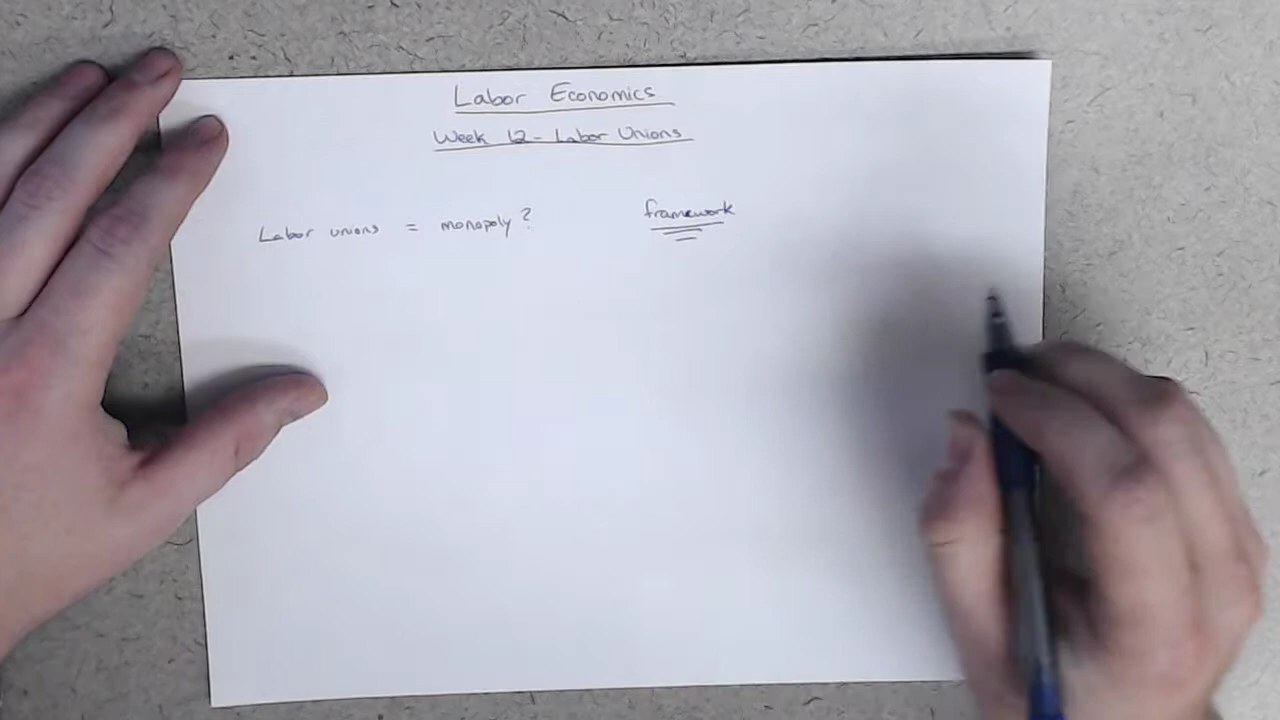 Labor Economics
Week 12 - Labor Unions
Labor unions = monopoly? framework